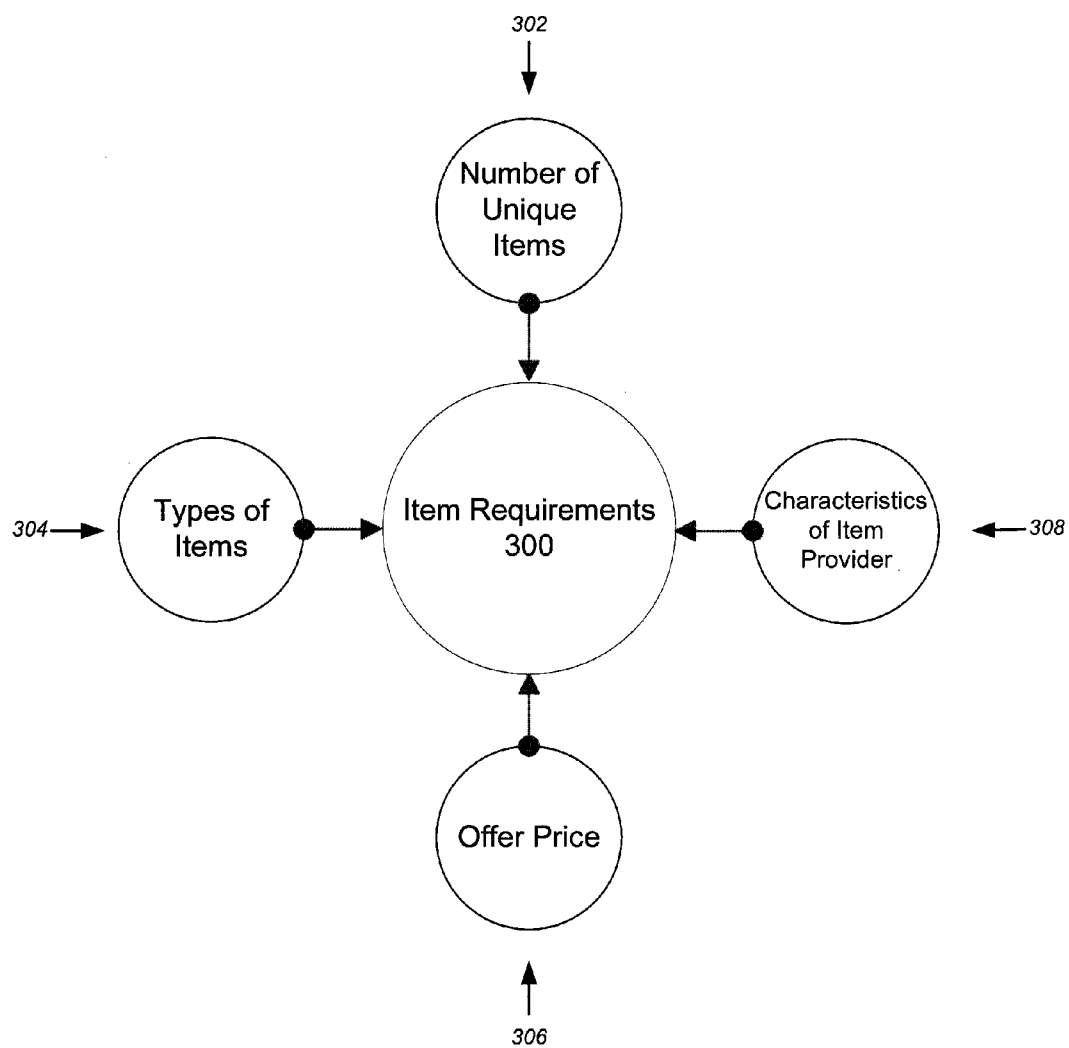 302
Number of
Unique
Items
304
Types of
Items
Item Requirements
300
Characteristics
of Item
Provider
308
Offer Price
306